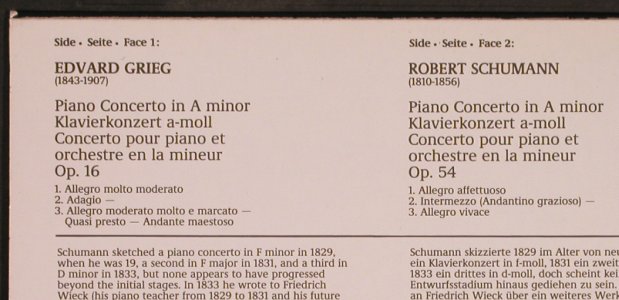 Side • Seite • Face 1:
EDVARD GRIEG
(1843-1907)
Piano Concerto in A minor
Klavierkonzert a-moll
Concerto pour piano et
orchestre en la mineur
Op. 16
1. Allegro molto moderato
2. Adagio —
3. Allegro moderato molto e marcato —
Quasi presto — Andante maestoso
Schumann sketched a piano concerto in F minor in 1829,
when he was 19, a second in F major in 1831, and a third in
D minor in 1833, but none appears to have progressed
beyond the initial stages. In 1833 he wrote to Friedrich
Wieck (his piano teacher from 1829 to 1831 and his future
Side • Seite • Face 2:
ROBERT SCHUMANN
(1810-1856)
Piano Concerto in A minor
Klavierkonzert a-moll
Concerto pour piano et
orchestre en la mineur
Op. 54
1. Allegro affettuoso
2. Intermezzo (Andantino grazioso) —
3. Allegro vivace
Schumann skizzierte 1829 im Alter von
ein Klavierkonzert in f-moll, 1831 ein
1833 ein drittes in d-moll, doch scheint
Entwurfsstadium hinaus gediehen zu sein.
an Friedrich Wieck über ein weiteres